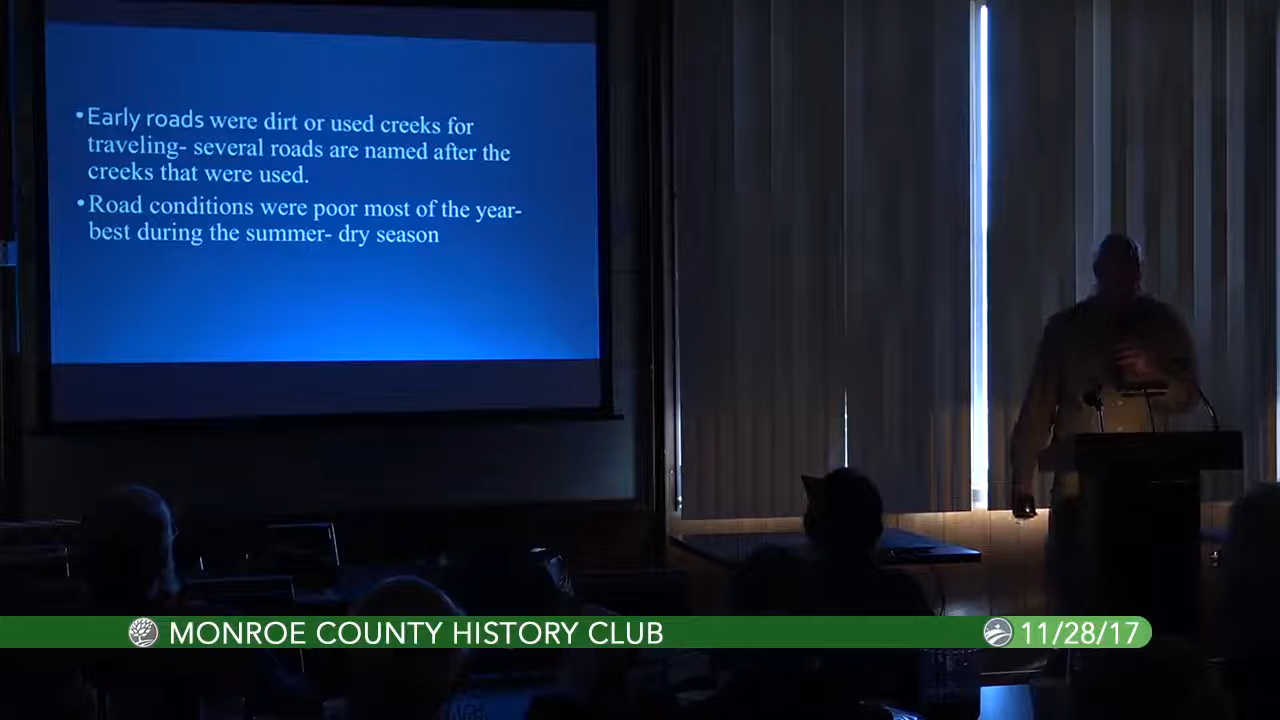 •Early roads were dirt or used creeks for
traveling- several roads are named after the
creeks that were used.
•Road conditions were poor most of the year-
best during the summer- dry season
MONROE COUNTY HISTORY CLUB
11/28/17